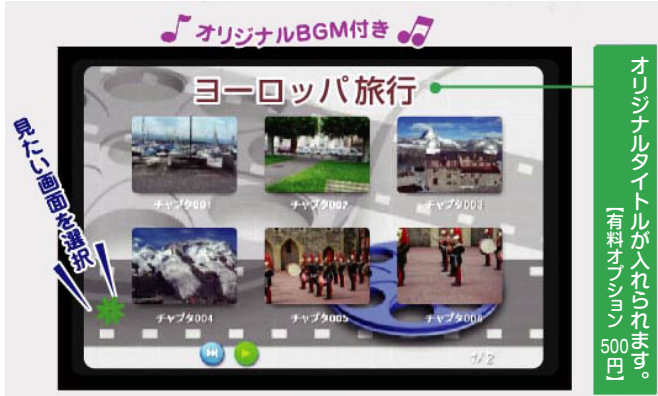 オリジナルBGM付き
ヨーロッパ旅行
見たい画面を選択
チャプタ001
チャプタ002
チャプタ003
チャプタ004
チャプタ005
チャプタ006
1/2
オリジナルタイトルが入れられます。
【有料オプション 500円】